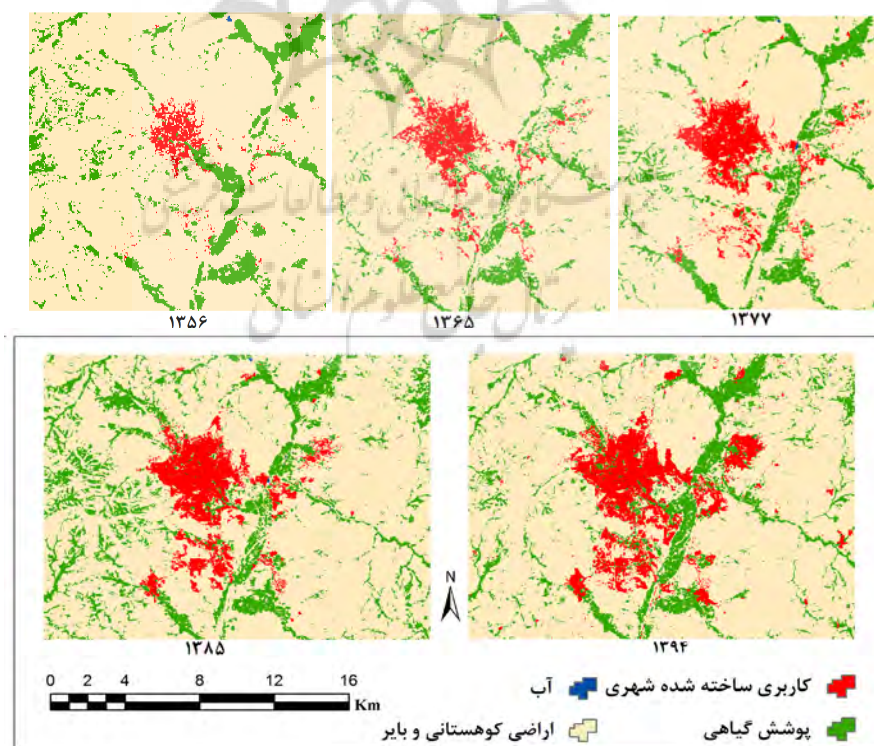 ۱۳۵۶
۱۳۶۵
۱۳۷۷
۱۳۸۵
۱۳۹۴
N
0 2 4 8 12 16
Km
کاربری ساخته شده شهری
آب
پوشش گیاهی
اراضی کوهستانی و بایر